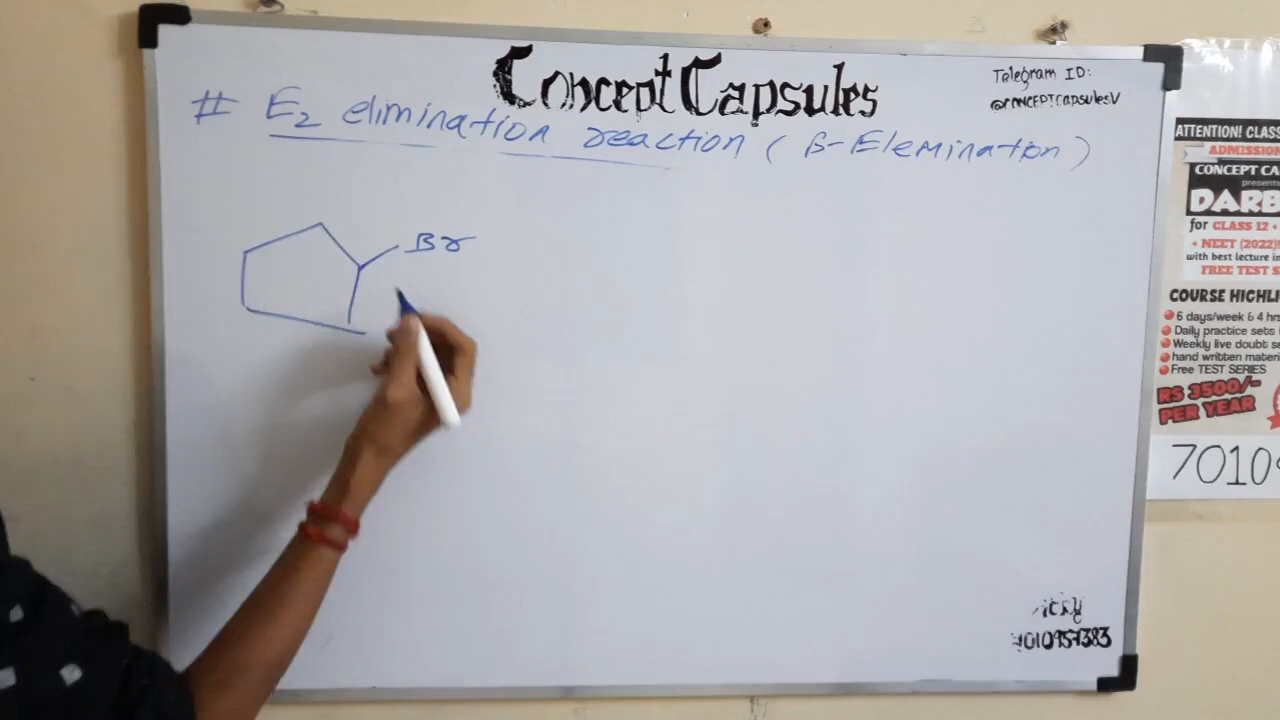 Concept Capsules
Telegram ID:
@CONCEPTCapsulesV
# E2 elimination reaction (β-Elemination)
Br
7010957383
ATTENTION! CLASS
ADMISSION
CONCEPT CA
presents
DARB
for CLASS 12 +
+ NEET (2022)
with best lecture in
FREE TEST S
COURSE HIGHLI
6 days/week & 4 hrs
Daily practice sets
Weekly live doubt se
hand written materi
Free TEST SERIES
RS 3500/-
PER YEAR
7010